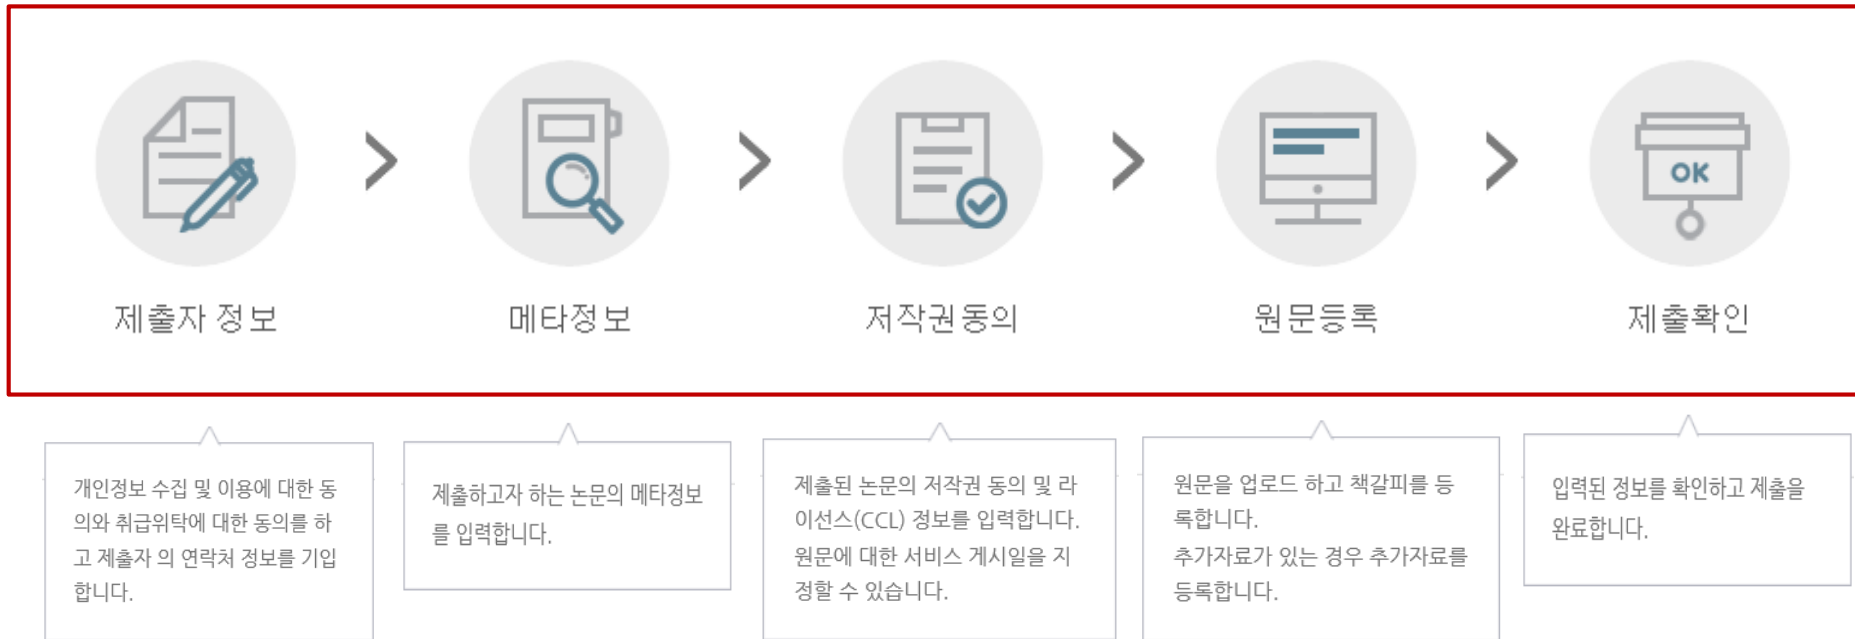 OK
제출자 정보
메타정보
저작권동의
원문등록
제출확인
개인정보 수집 및 이용에 대한 동
의와 취급위탁에 대한 동의를 하
고 제출자 의 연락처 정보를 기입
합니다.
제출하고자 하는 논문의 메타정보
를 입력합니다.
제출된 논문의 저작권 동의 및 라
이선스(CCL) 정보를 입력합니다.
원문에 대한 서비스 게시일을 지
정할 수 있습니다.
원문을 업로드 하고 책갈피를 등
록합니다.
추가자료가 있는 경우 추가자료를
등록합니다.
입력된 정보를 확인하고 제출을
완료합니다.